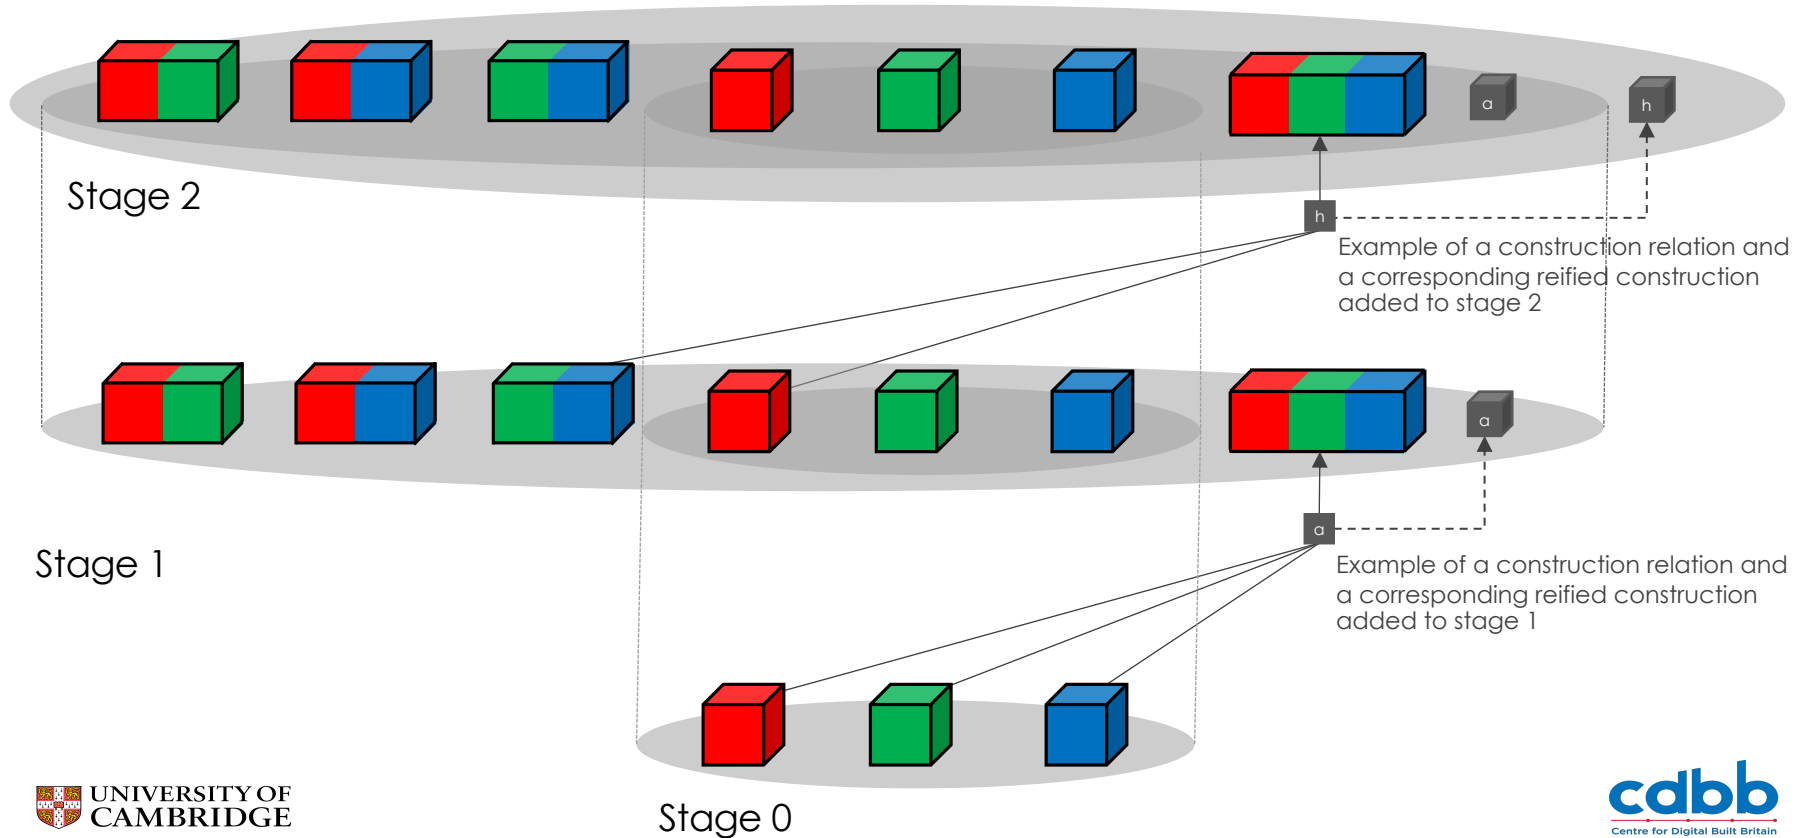 a
h
Stage 2
h
Example of a construction relation and
a corresponding reified construction
added to stage 2
a
Stage 1
a
Example of a construction relation and
a corresponding reified construction
added to stage 1
Stage 0
UNIVERSITY OF
CAMBRIDGE
cdbb
Centre for Digital Built Britain